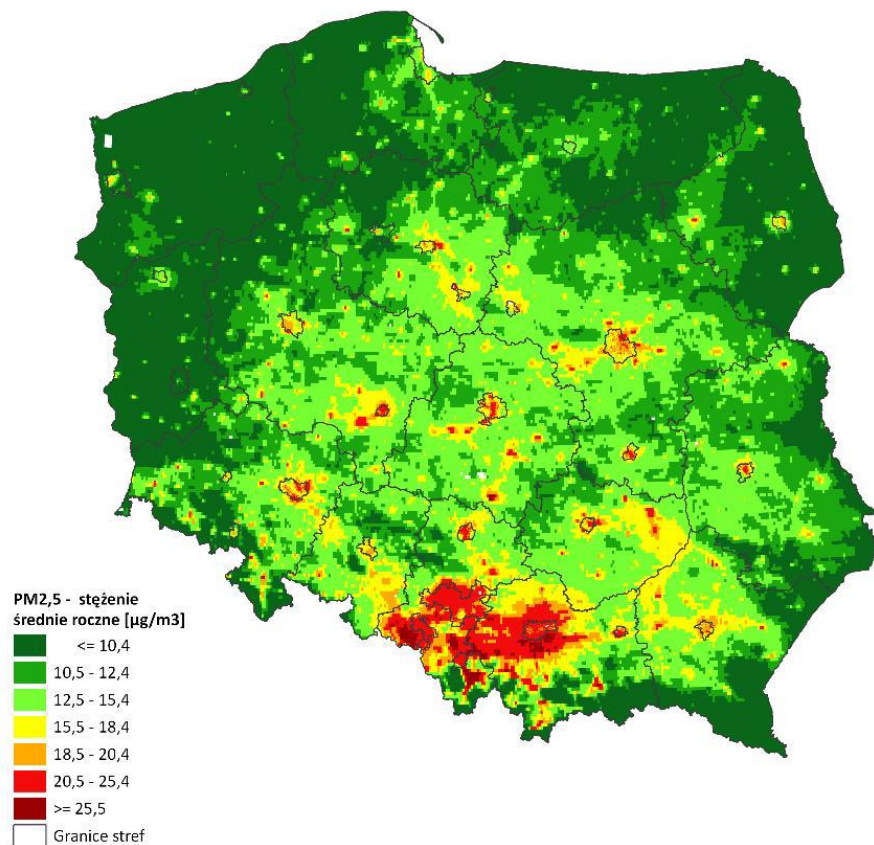 PM2,5 - stężenie
średnie roczne [µg/m3]
<= 10,4
10,5 - 12,4
12,5 - 15,4
15,5 - 18,4
18,5 - 20,4
20,5 - 25,4
>= 25,5
Granice stref